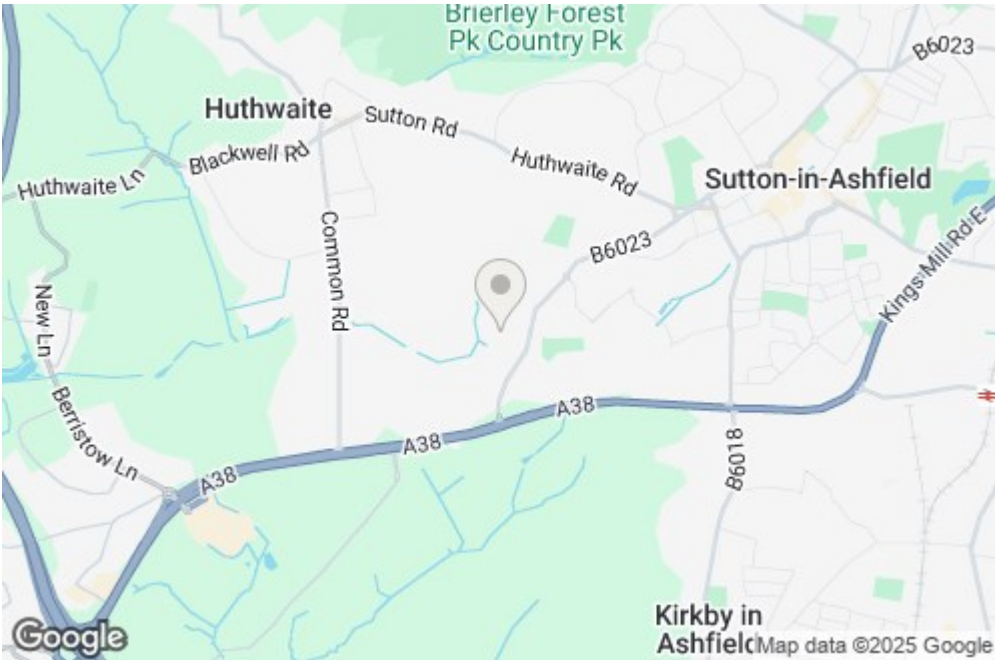 Brierley Forest
Pk Country Pk
B6023
Huthwaite
Sutton Rd
Blackwell Rd
Huthwaite Rd
Huthwaite Ln
Sutton-in-Ashfield
Common Rd
B6023
Kings Mill Rd E
New Ln
Berristow Ln
A38
A38
A38
B6018
Kirkby in
Ashfield
Google
Map data ©2025 Google